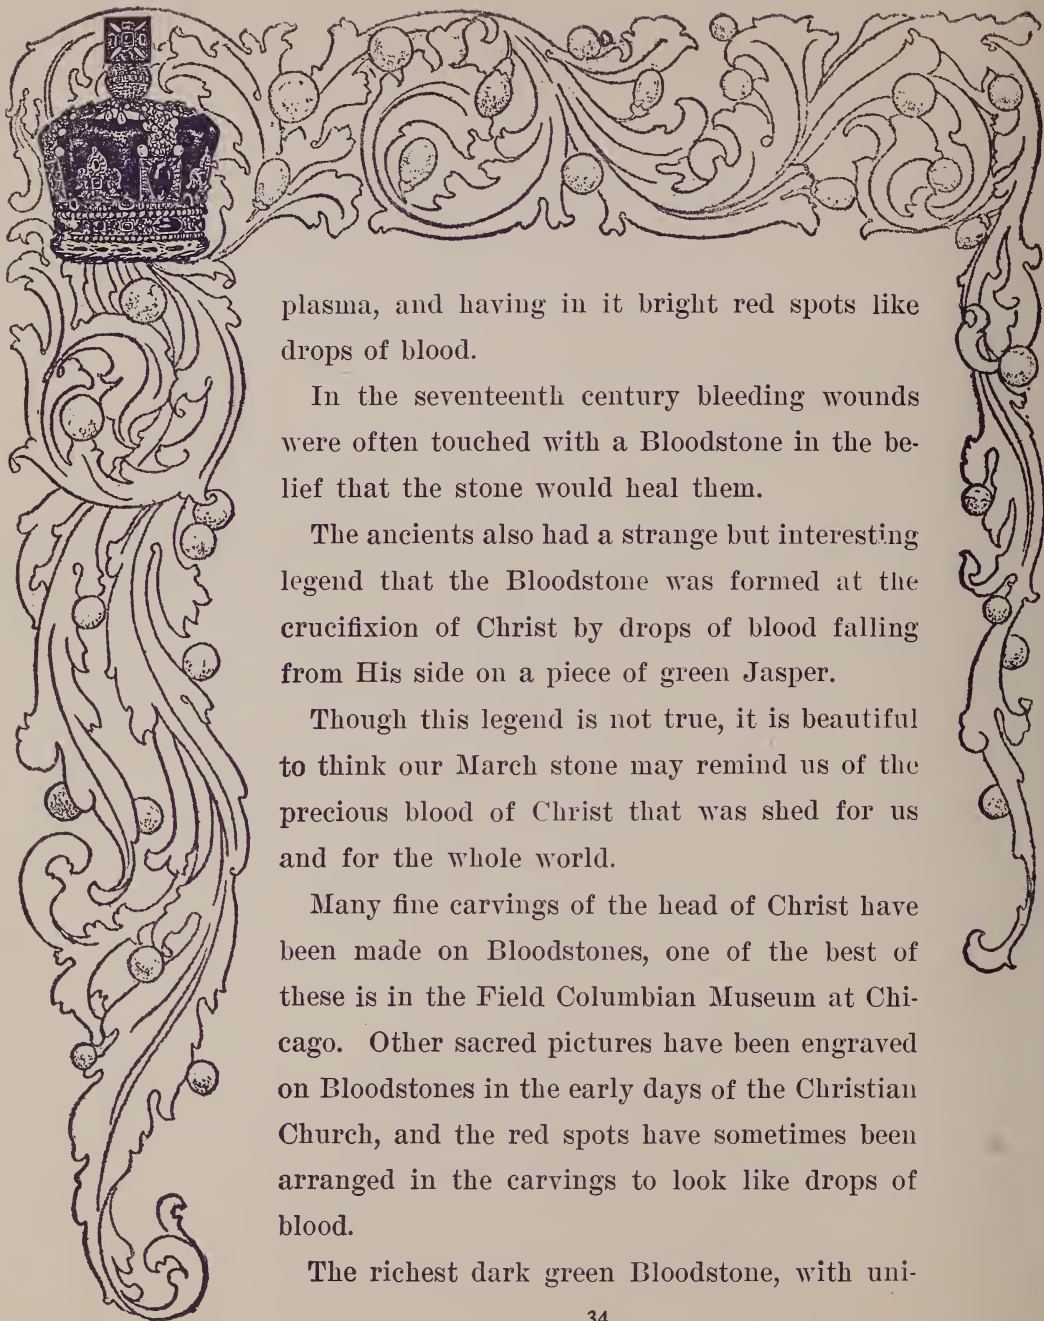 plasma, and having in it bright red spots like
drops of blood.
In the seventeenth century bleeding wounds
were often touched with a Bloodstone in the be-
lief that the stone would heal them.
The ancients also had a strange but interesting
legend that the Bloodstone was formed at the
crucifixion of Christ by drops of blood falling
from His side on a piece of green Jasper.
Though this legend is not true, it is beautiful
to think our March stone may remind us of the
precious blood of Christ that was shed for us
and for the whole world.
Many fine carvings of the head of Christ have
been made on Bloodstones, one of the best of
these is in the Field Columbian Museum at Chi-
cago. Other sacred pictures have been engraved
on Bloodstones in the early days of the Christian
Church, and the red spots have sometimes been
arranged in the carvings to look like drops of
blood.
The richest dark green Bloodstone, with uni-
34